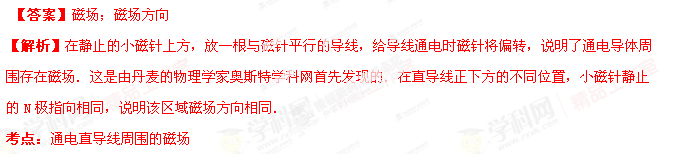 【答案】磁场；磁场方向
【解析】在静止的小磁针上方，放一根与磁针平行的导线，给导线通电时磁针将偏转，说明了通电导体周
围存在磁场．这是由丹麦的物理学家奥斯特学科网首先发现的．在直导线正下方的不同位置，小磁针静止
的 N 极指向相同，说明该区域磁场方向相同．
考点：通电直导线周围的磁场